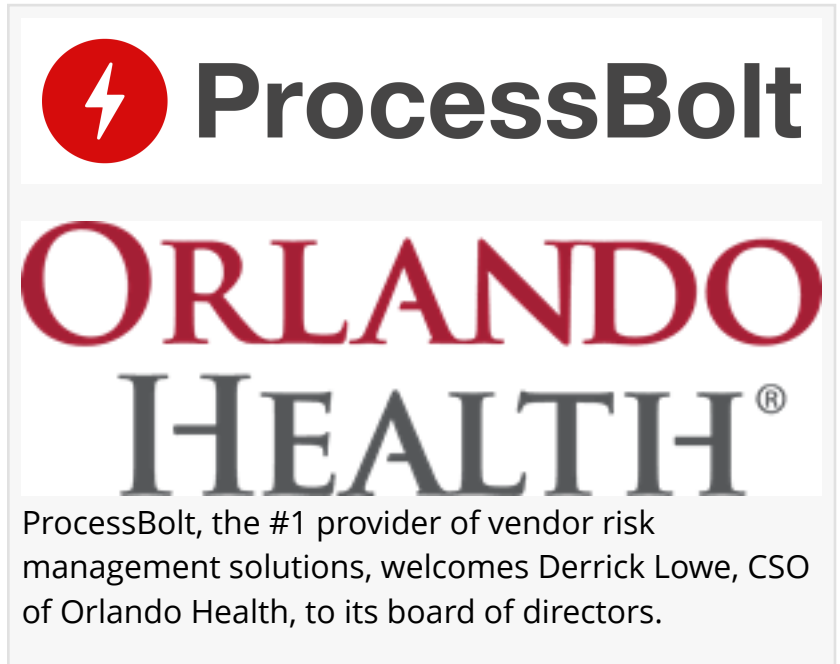 ProcessBolt
ORLANDO
HEALTH®
ProcessBolt, the #1 provider of vendor risk
management solutions, welcomes Derrick Lowe, CSO
of Orlando Health, to its board of directors.